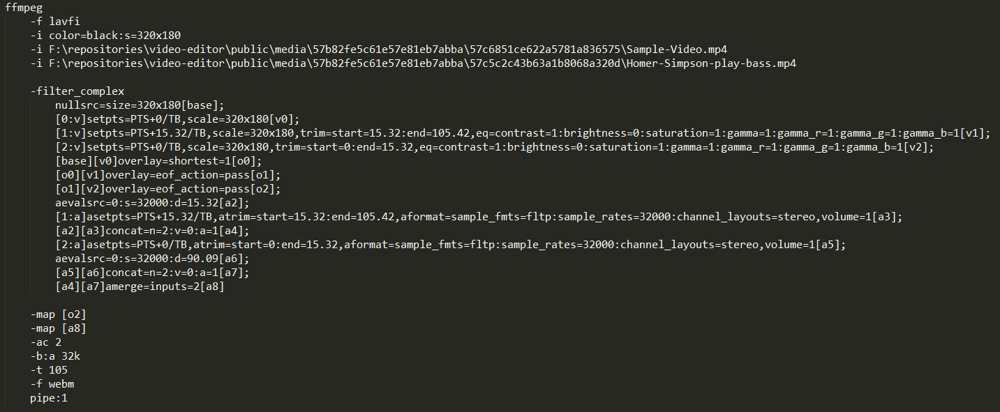 ffmpeg
-f lavfi
-i color=black:s=320x180
-i F:\repositories\video-editor\public\media\57b82fe5c61e57e81eb7abba\57c6851ce622a5781a836575\Sample-Video.mp4
-i F:\repositories\video-editor\public\media\57b82fe5c61e57e81eb7abba\57c5c2c43b63a1b8068a320d\Homer-Simpson-play-bass.mp4
-filter_complex
nullsrc=size=320x180[base];
[0:v]setpts=PTS+0/TB,scale=320x180[v0];
[1:v]setpts=PTS+15.32/TB,scale=320x180,trim=start=15.32:end=105.42,eq=contrast=1:brightness=0:saturation=1:gamma=1:gamma_r=1:gamma_g=1:gamma_b=1[v1];
[2:v]setpts=PTS+0/TB,scale=320x180,trim=start=0:end=15.32,eq=contrast=1:brightness=0:saturation=1:gamma=1:gamma_r=1:gamma_g=1:gamma_b=1[v2];
[base][v0]overlay=shortest=1[o0];
[o0][v1]overlay=eof_action=pass[o1];
[o1][v2]overlay=eof_action=pass[o2];
aevalsrc=0:s=32000:d=15.32[a2];
[1:a]asetpts=PTS+15.32/TB,atrim=start=15.32:end=105.42,aformat=sample_fmts=fltp:sample_rates=32000:channel_layouts=stereo,volume=1[a3];
[a2][a3]concat=n=2:v=0:a=1[a4];
[2:a]asetpts=PTS+0/TB,atrim=start=0:end=15.32,aformat=sample_fmts=fltp:sample_rates=32000:channel_layouts=stereo,volume=1[a5];
aevalsrc=0:s=32000:d=90.09[a6];
[a5][a6]concat=n=2:v=0:a=1[a7];
[a4][a7]amerge=inputs=2[a8]
-map [o2]
-map [a8]
-ac 2
-b:a 32k
-t 105
-f webm
pipe:1